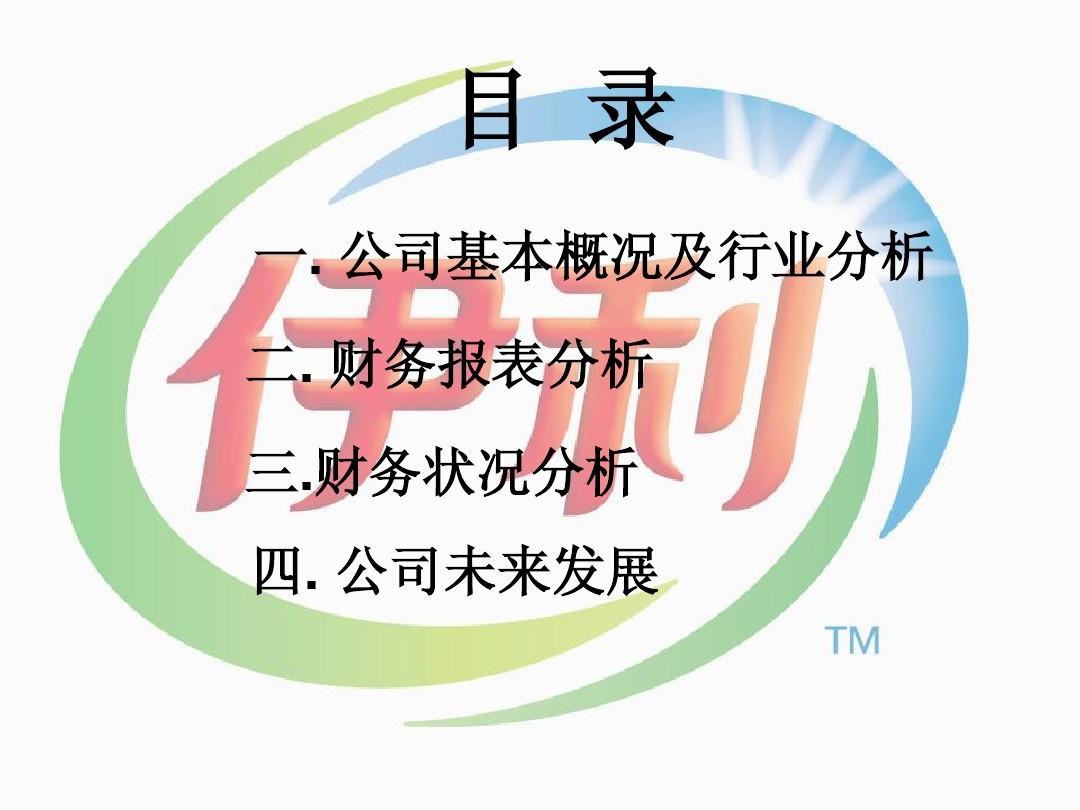 目 录
一. 公司基本概况及行业分析
伊利
二. 财务报表分析
三.财务状况分析
四. 公司未来发展
TM